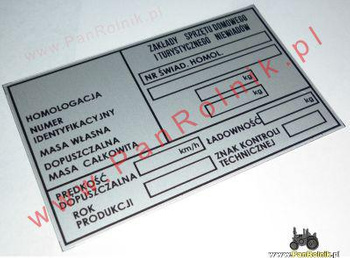 ZAKŁADY SPRZĘTU DOMOWEGO
I TURYSTYCZNEGO NIEWIADÓW
NR ŚWIAD. HOMOL.
HOMOLOGACJA
NUMER
IDENTYFIKACYJNY
MASA WŁASNA
kg
DOPUSZCZALNA
MASA CAŁKOWITA
kg
PRĘDKOŚĆ
DOPUSZCZALNA
km/h
ŁADOWNOŚĆ
kg
ROK
PRODUKCJI
ZNAK KONTROLI
TECHNICZNEJ
www.PanRolnik.pl
www.PanRolnik.pl
www.PanRolnik.pl